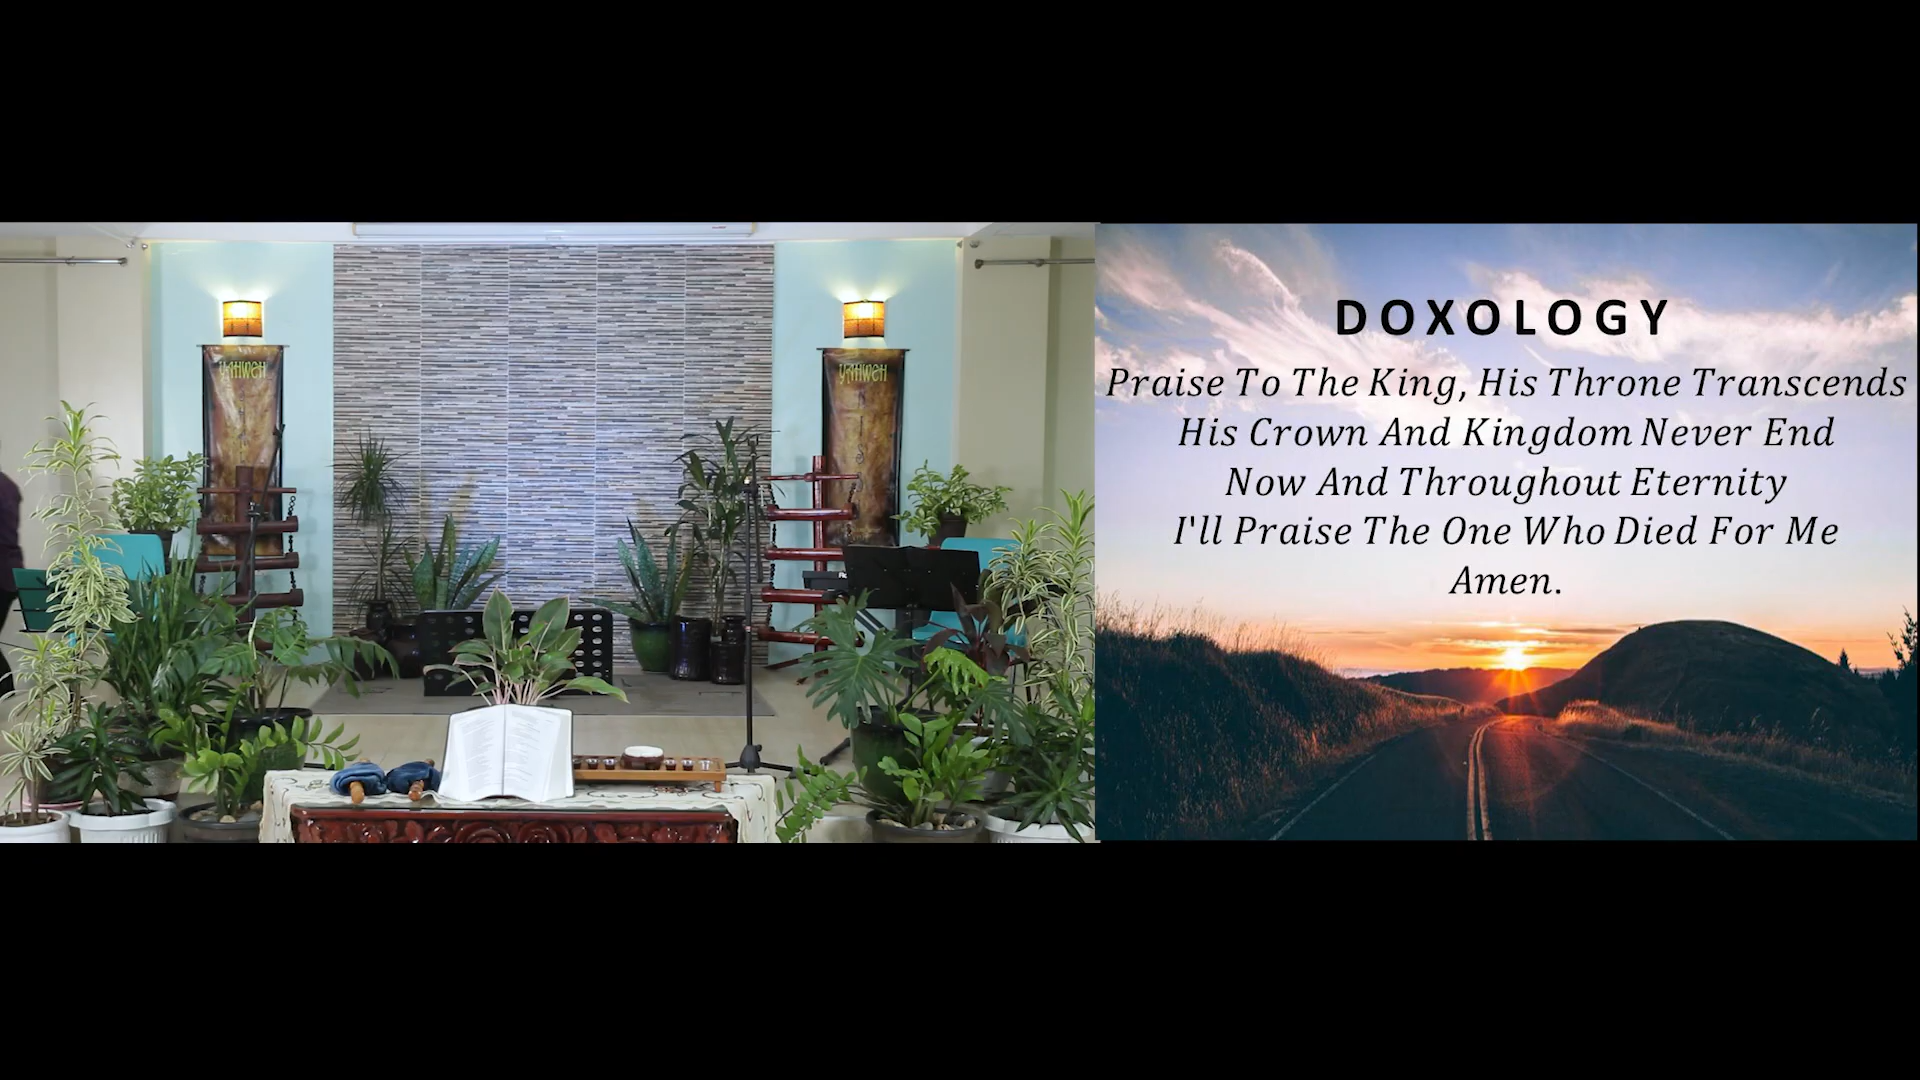 YAHWEH
YAHWEH
DOXOLOGY
Praise To The King, His Throne Transcends
His Crown And Kingdom Never End
Now And Throughout Eternity
I'll Praise The One Who Died For Me
Amen.